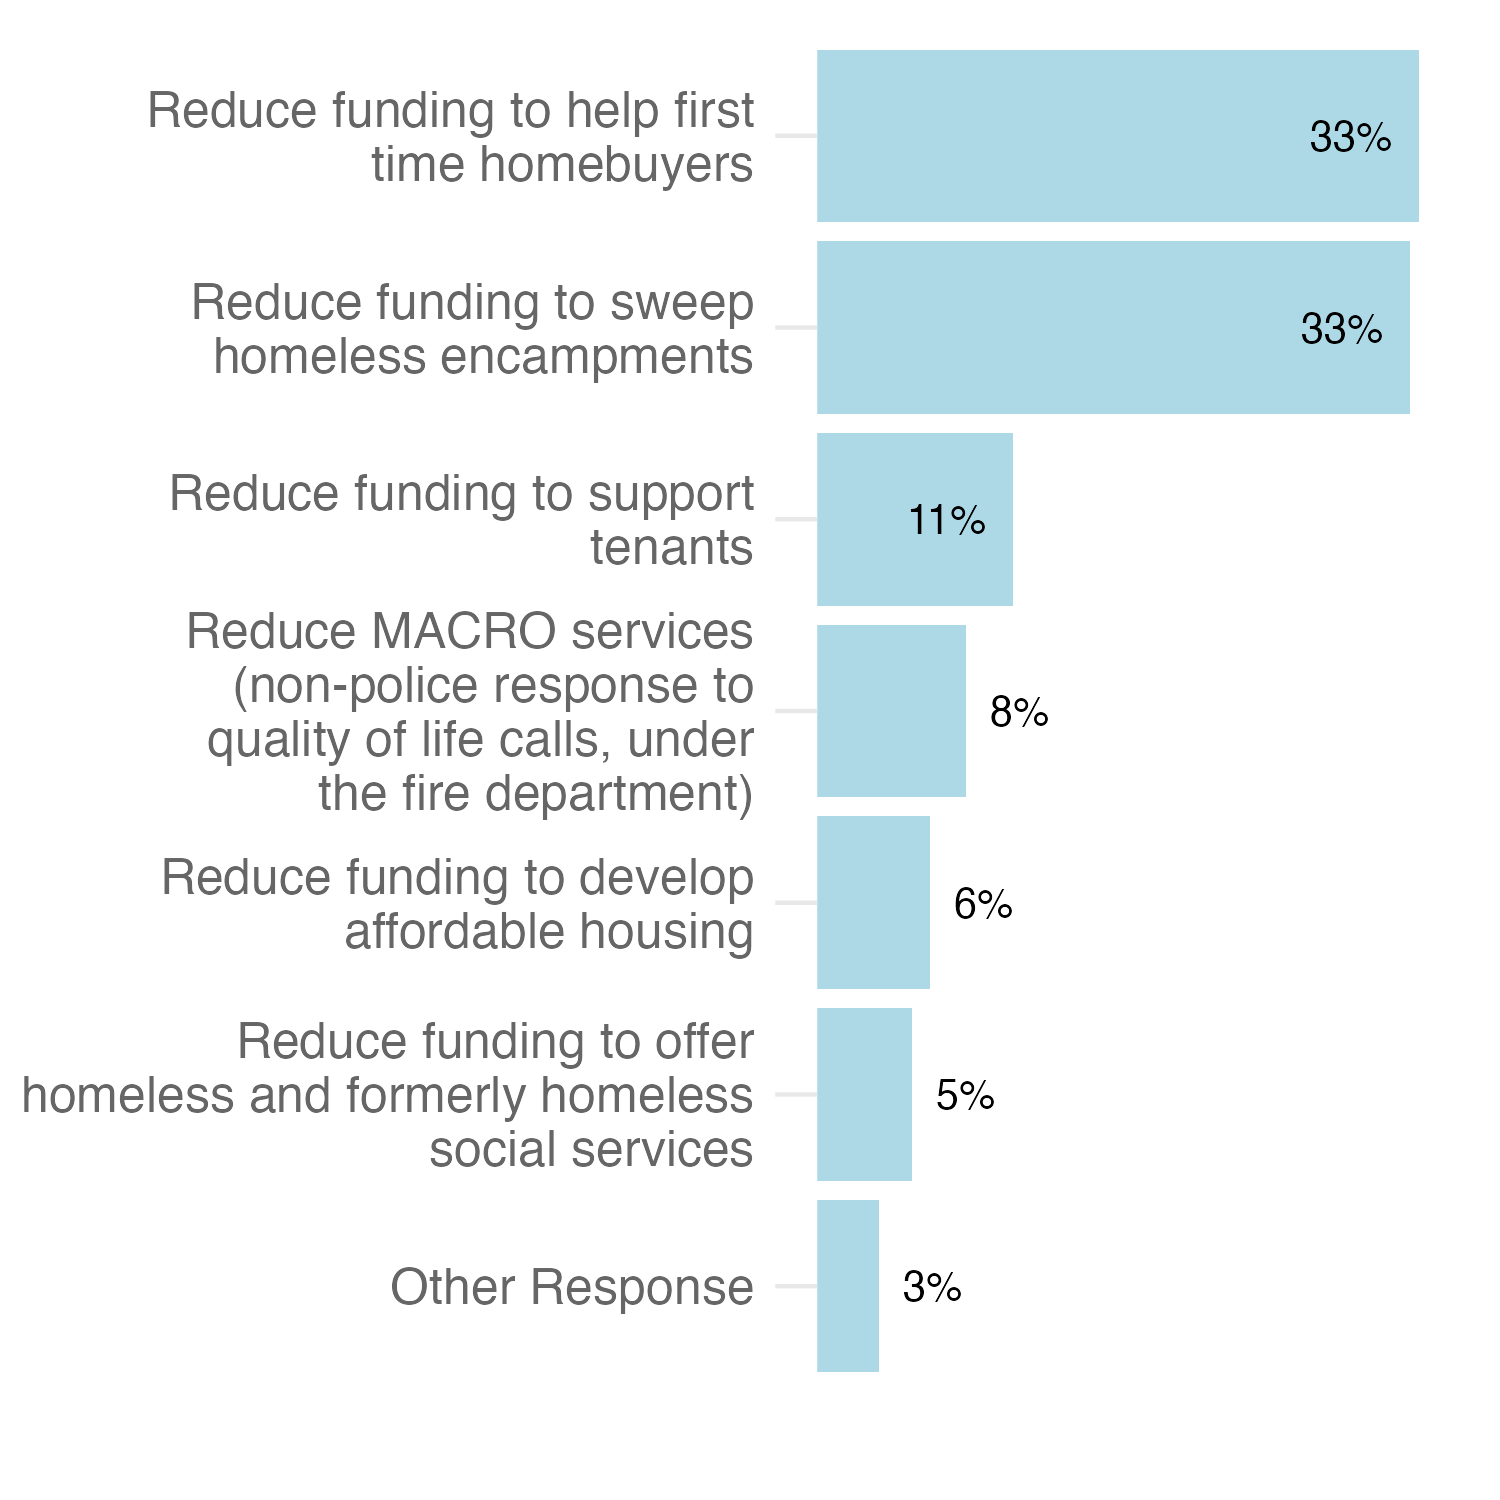 Reduce funding to help first
time homebuyers
33%
Reduce funding to sweep
homeless encampments
33%
Reduce funding to support
tenants
11%
Reduce MACRO services
(non-police response to
quality of life calls, under
the fire department)
8%
Reduce funding to develop
affordable housing
6%
Reduce funding to offer
homeless and formerly homeless
social services
5%
Other Response
3%